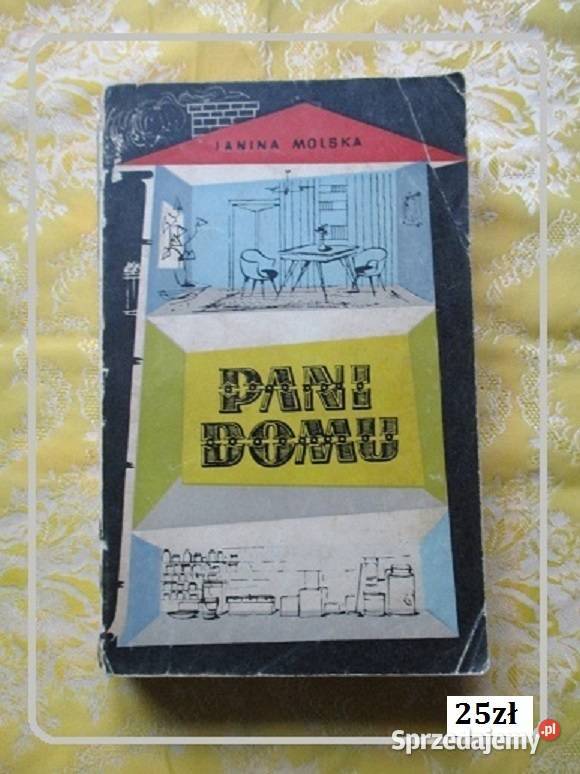 JANINA MOLSKA
PANI
DOMU
25zł
Sprzedajemy.pl